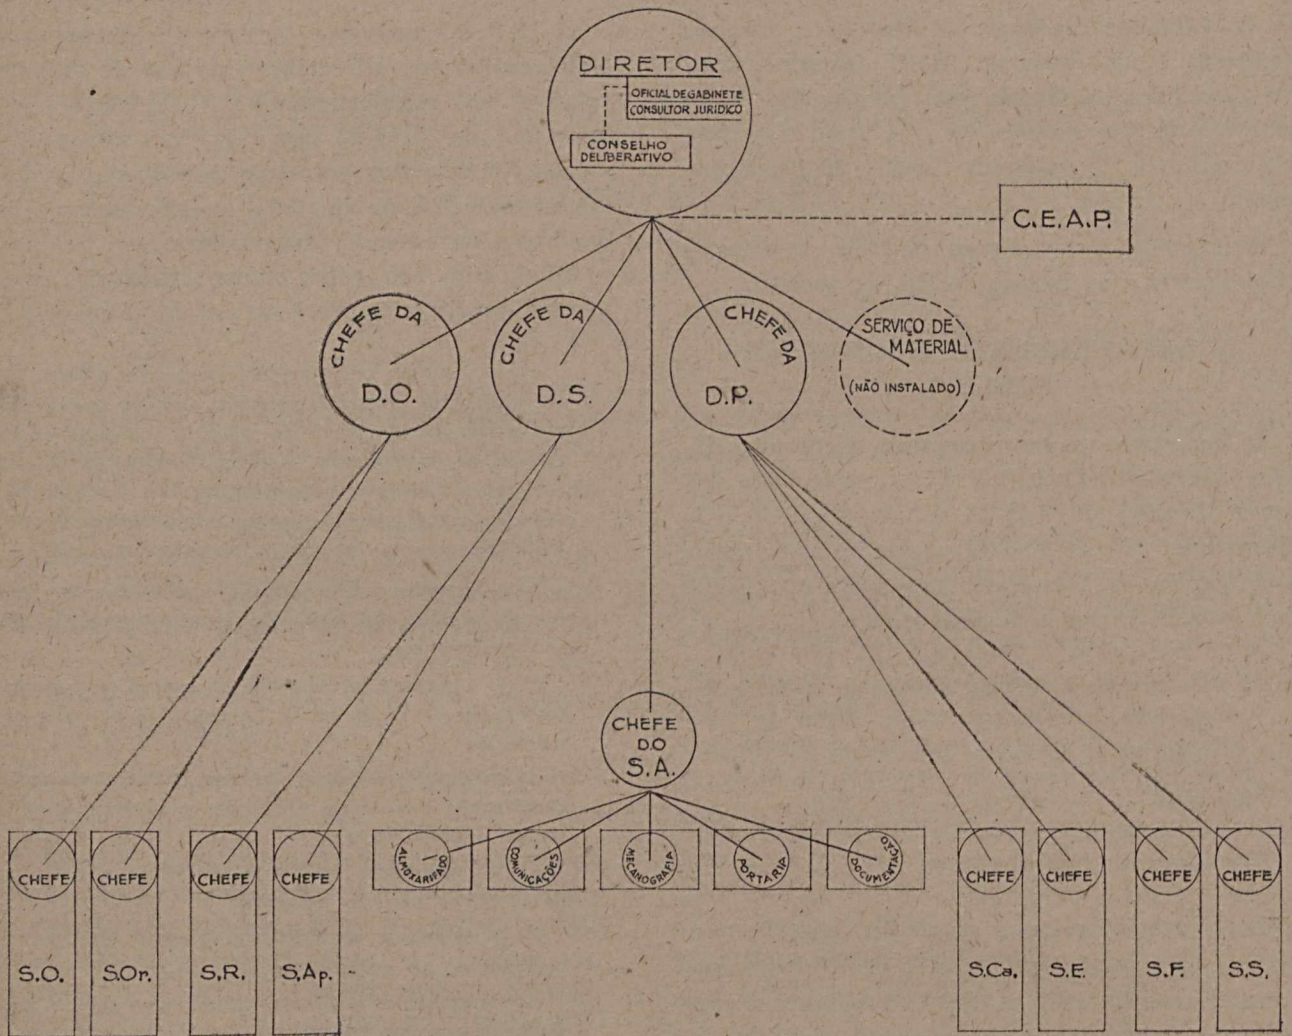 DIRETOR
OFICIAL DE GABINETE
CONSULTOR JURIDICO
CONSELHO
DELIBERATIVO
C.E.A.P.
CHEFE DA
D.O.
CHEFE DA
D.S.
CHEFE DA
D.P.
SERVIÇO DE
MATERIAL
(NÃO INSTALADO)
CHEFE
DO
S.A.
CHEFE
CHEFE
CHEFE
CHEFE
ALMOXARIFADO
COMUNICAÇÕES
MECANOGRAFIA
PORTARIA
DOCUMENTAÇÃO
CHEFE
CHEFE
CHEFE
CHEFE
S.O.
S.Or.
S.R.
S.Ap.
S.Ca.
S.E.
S.F.
S.S.